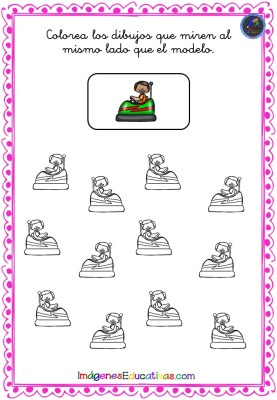 Colorea los dibujos que miren al
mismo lado que el modelo.
ImágenesEducativas.com